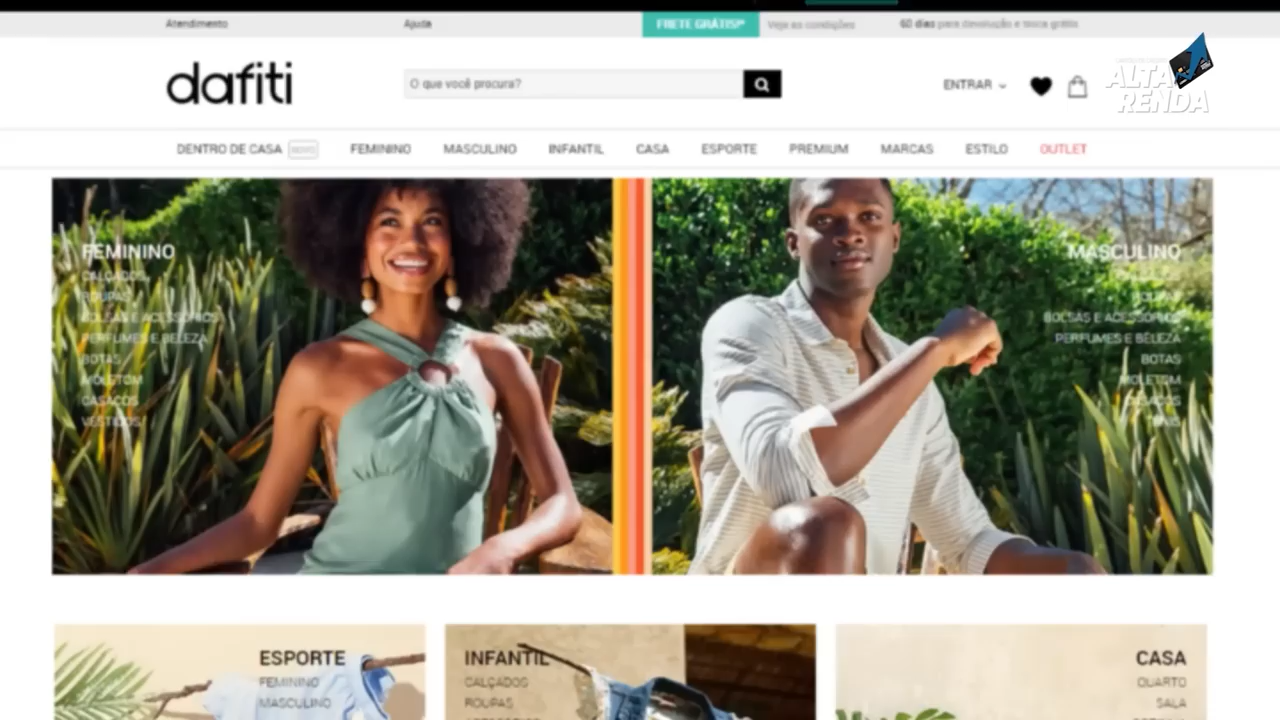 Atendimento
Ajuda
FRETE GRÁTIS!*
Veja as condições
60 dias para devolução e troca grátis
dafiti
O que você procura?
ENTRAR
ALTA
RENDA
DENTRO DE CASA
NOVO
FEMININO
MASCULINO
INFANTIL
CASA
ESPORTE
PREMIUM
MARCAS
ESTILO
OUTLET
FEMININO
CALÇADOS
ROUPAS
BOLSAS E ACESSÓRIOS
PERFUMES E BELEZA
BOTAS
MOLETOM
CASACOS
VESTIDOS
MASCULINO
ROUPAS
BOLSAS E ACESSÓRIOS
PERFUMES E BELEZA
BOTAS
MOLETOM
CASACOS
ESPORTE
FEMININO
MASCULINO
INFANTIL
CALÇADOS
ROUPAS
CASA
QUARTO
SALA